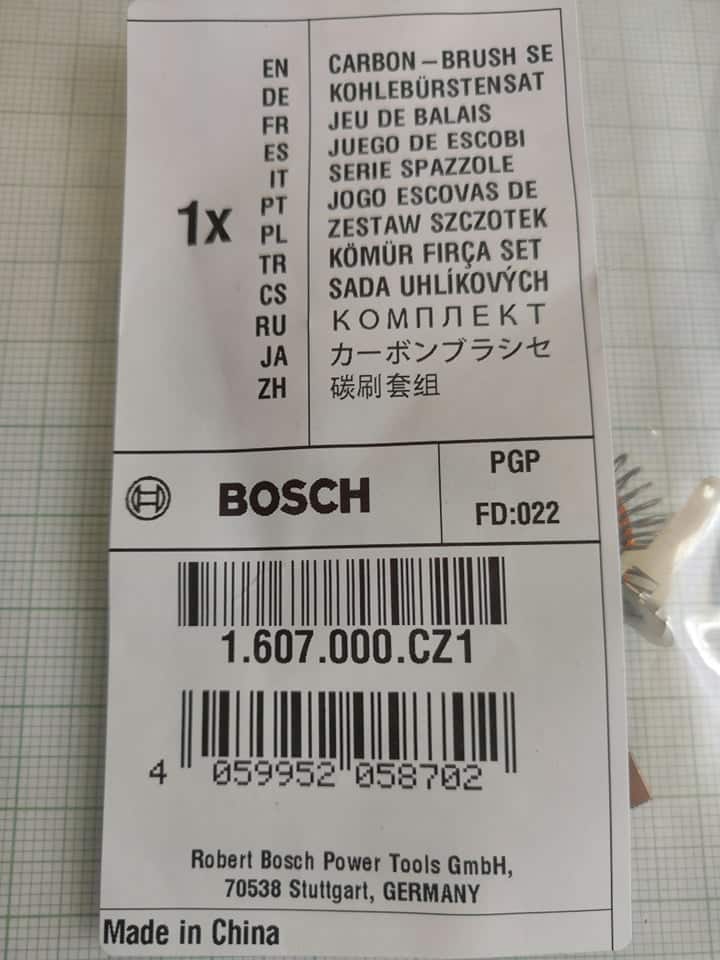 1x
EN CARBON – BRUSH SE
DE KOHLEBÜRSTENSAT
FR JEU DE BALAIS
ES JUEGO DE ESCOBI
IT SERIE SPAZZOLE
PT JOGO ESCOVAS DE
PL ZESTAW SZCZOTEK
TR KÖMÜR FIRÇA SET
CS SADA UHLÍKOVÝCH
RU КОМПЛЕКТ
JA カーボンブラシセ
ZH 碳刷套组
BOSCH
PGP
FD:022
1.607.000.CZ1
4 059952 058702
Robert Bosch Power Tools GmbH,
70538 Stuttgart, GERMANY
Made in China